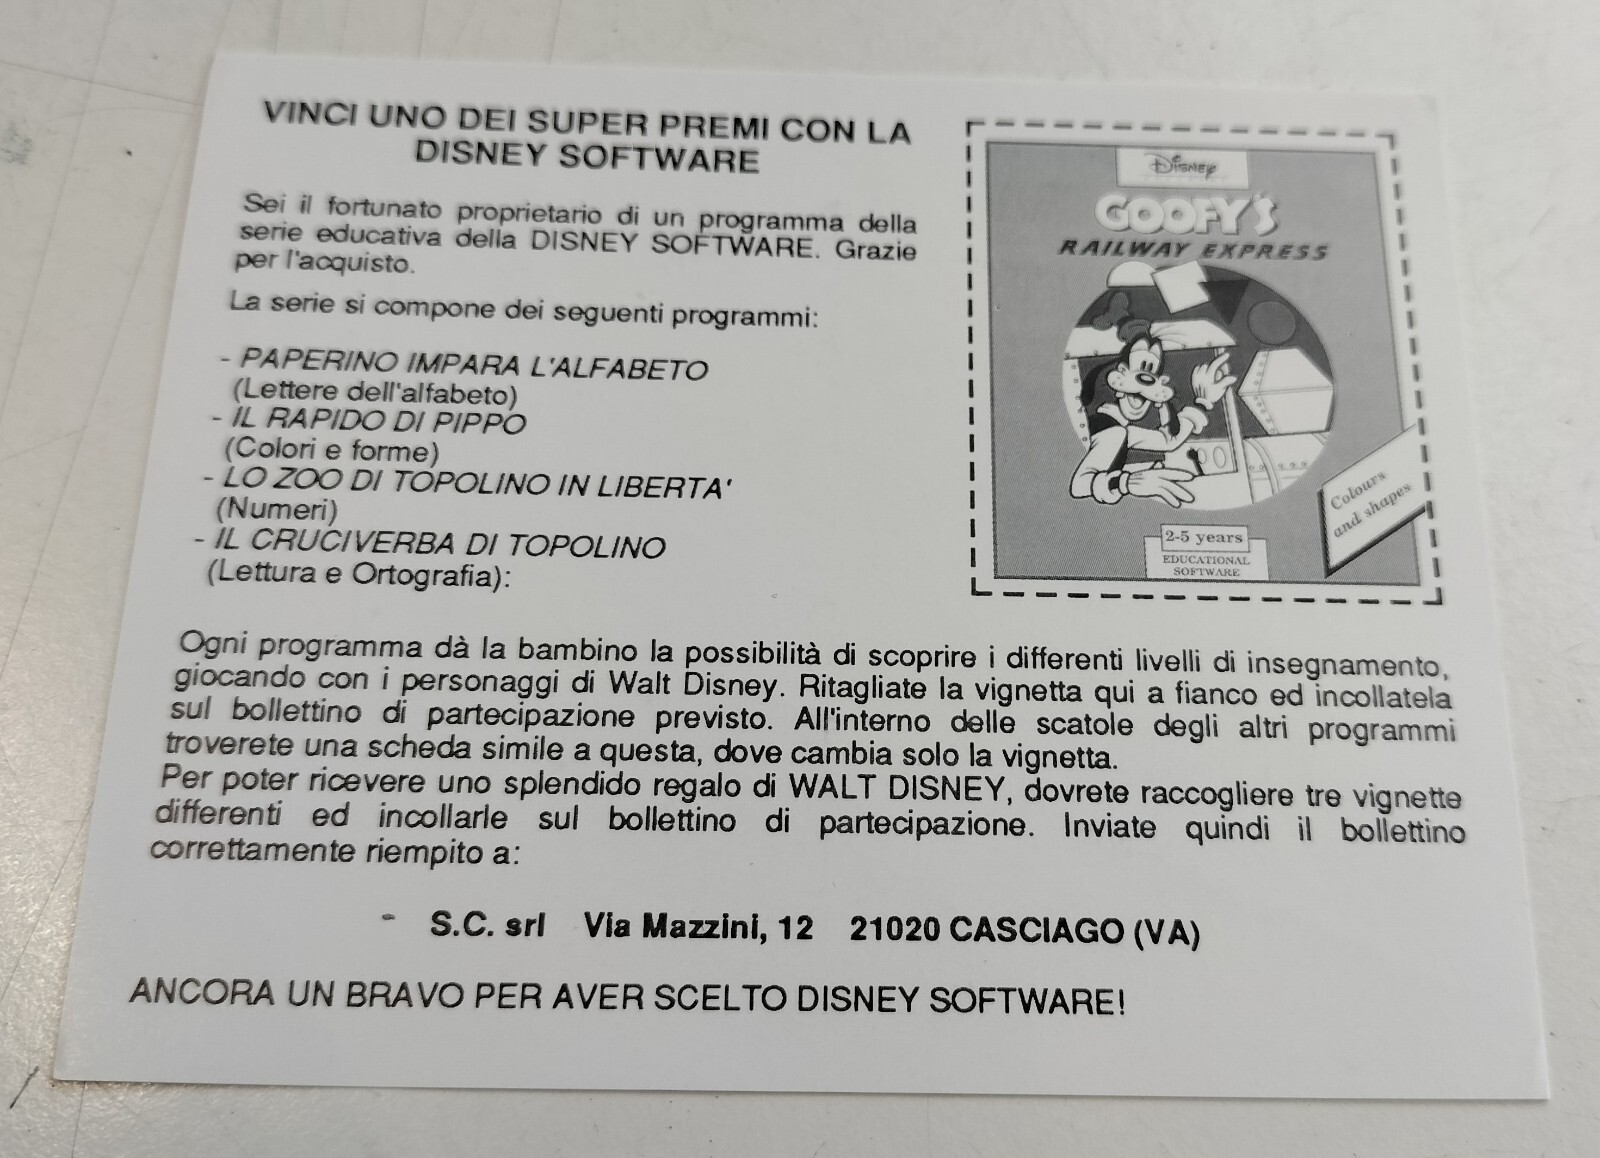 VINCI UNO DEI SUPER PREMI CON LA
DISNEY SOFTWARE
Sei il fortunato proprietario di un programma della
serie educativa della DISNEY SOFTWARE. Grazie
per l'acquisto.
La serie si compone dei seguenti programmi:
- PAPERINO IMPARA L'ALFABETO
(Lettere dell'alfabeto)
- IL RAPIDO DI PIPPO
(Colori e forme)
- LO ZOO DI TOPOLINO IN LIBERTA'
(Numeri)
- IL CRUCIVERBA DI TOPOLINO
(Lettura e Ortografia):
Disney
GOOFY'S
RAILWAY EXPRESS
Colours
and shapes
2-5 years
EDUCATIONAL
SOFTWARE
Ogni programma dà la bambino la possibilità di scoprire i differenti livelli di insegnamento,
giocando con i personaggi di Walt Disney. Ritagliate la vignetta qui a fianco ed incollatela
sul bollettino di partecipazione previsto. All'interno delle scatole degli altri programmi
troverete una scheda simile a questa, dove cambia solo la vignetta.
Per poter ricevere uno splendido regalo di WALT DISNEY, dovrete raccogliere tre vignette
differenti ed incollarle sul bollettino di partecipazione. Inviate quindi il bollettino
correttamente riempito a:
- S.C. srl Via Mazzini, 12 21020 CASCIAGO (VA)
ANCORA UN BRAVO PER AVER SCELTO DISNEY SOFTWARE!